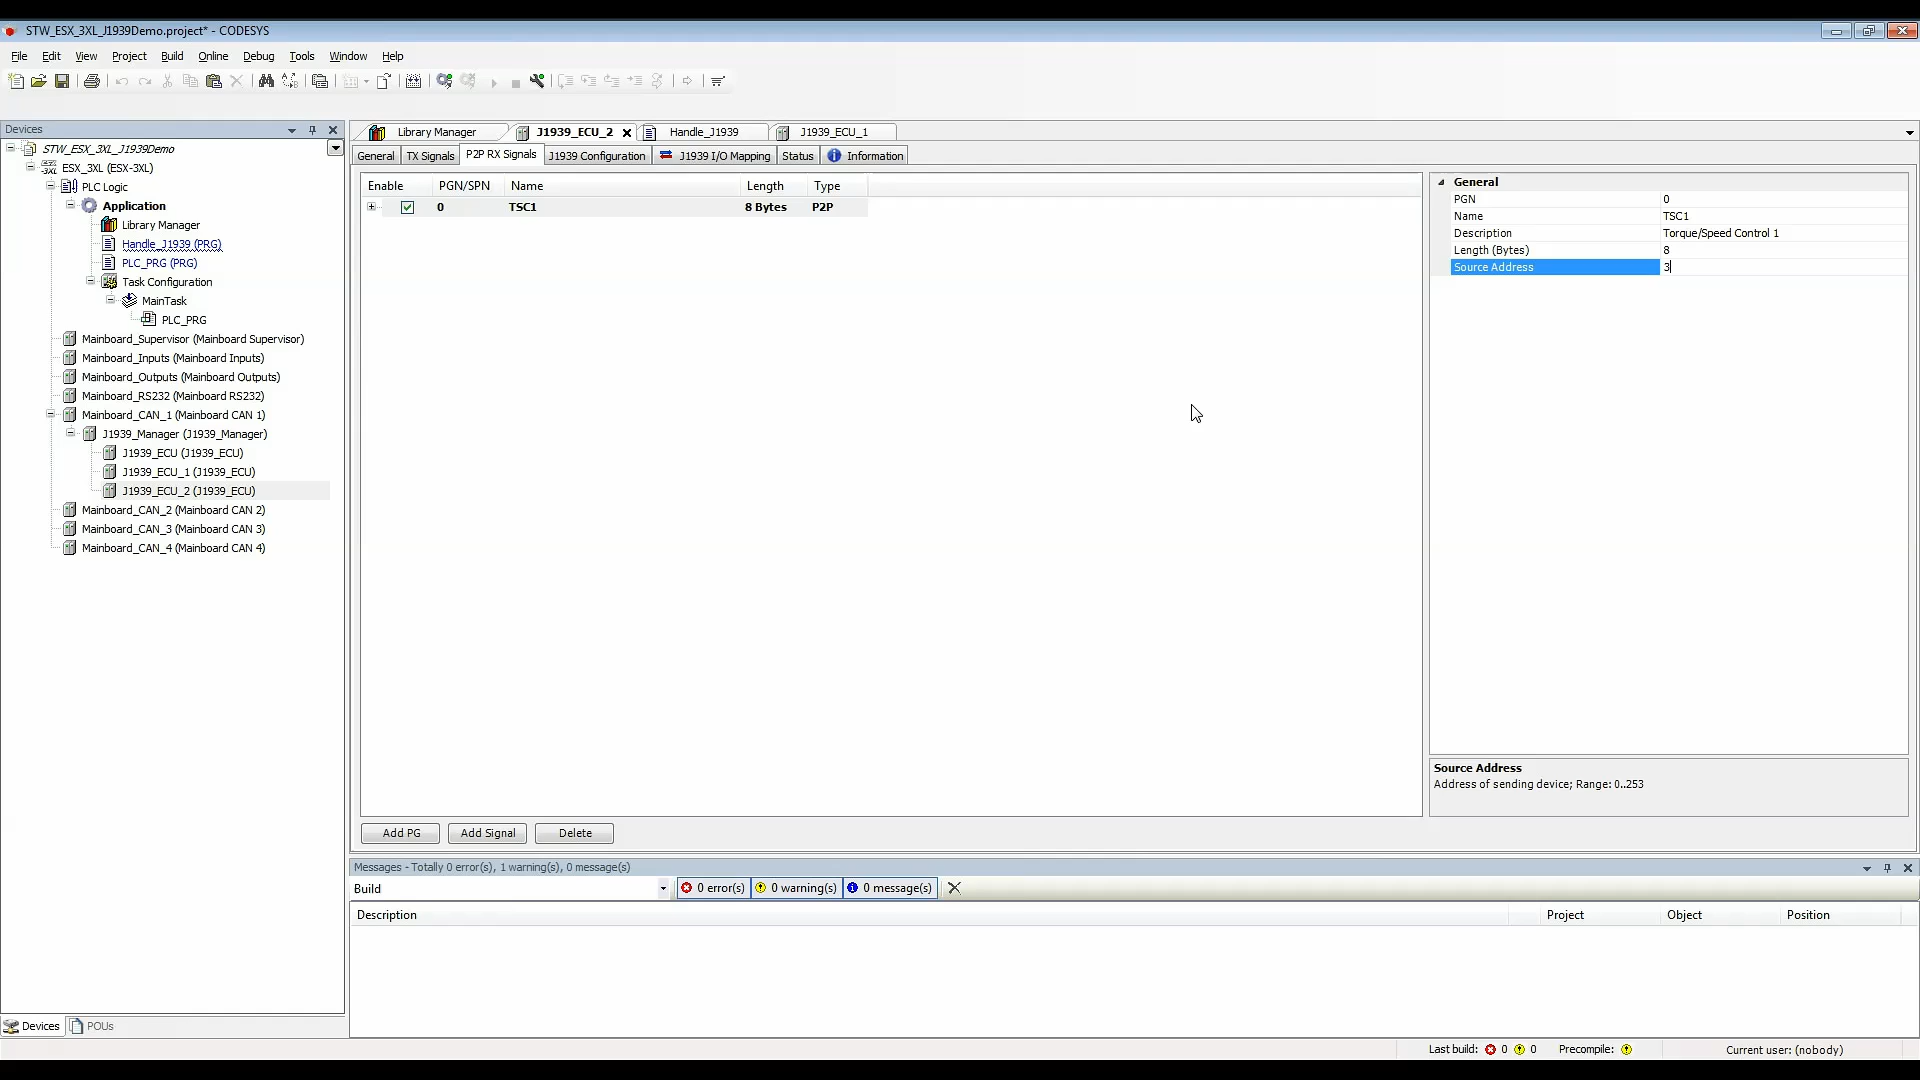 STW_ESX_3XL_J1939Demo.project* - CODESYS
File Edit View Project Build Online Debug Tools Window Help
Devices
STW_ESX_3XL_J1939Demo
ESX_3XL (ESX-3XL)
PLC Logic
Application
Library Manager
Handle_J1939 (PRG)
PLC_PRG (PRG)
Task Configuration
MainTask
PLC_PRG
Mainboard_Supervisor (Mainboard Supervisor)
Mainboard_Inputs (Mainboard Inputs)
Mainboard_Outputs (Mainboard Outputs)
Mainboard_RS232 (Mainboard RS232)
Mainboard_CAN_1 (Mainboard CAN 1)
J1939_Manager (J1939_Manager)
J1939_ECU (J1939_ECU)
J1939_ECU_1 (J1939_ECU)
J1939_ECU_2 (J1939_ECU)
Mainboard_CAN_2 (Mainboard CAN 2)
Mainboard_CAN_3 (Mainboard CAN 3)
Mainboard_CAN_4 (Mainboard CAN 4)
Devices POUs
Library Manager J1939_ECU_2 Handle_J1939 J1939_ECU_1
General TX Signals P2P RX Signals J1939 Configuration J1939 I/O Mapping Status Information
Enable PGN/SPN Name Length Type
0 TSC1 8 Bytes P2P
General
PGN 0
Name TSC1
Description Torque/Speed Control 1
Length (Bytes) 8
Source Address 3
Source Address
Address of sending device; Range: 0..253
Add PG Add Signal Delete
Messages - Totally 0 error(s), 1 warning(s), 0 message(s)
Build 0 error(s) 0 warning(s) 0 message(s)
Description Project Object Position
Last build: 0 0 Precompile: Current user: (nobody)